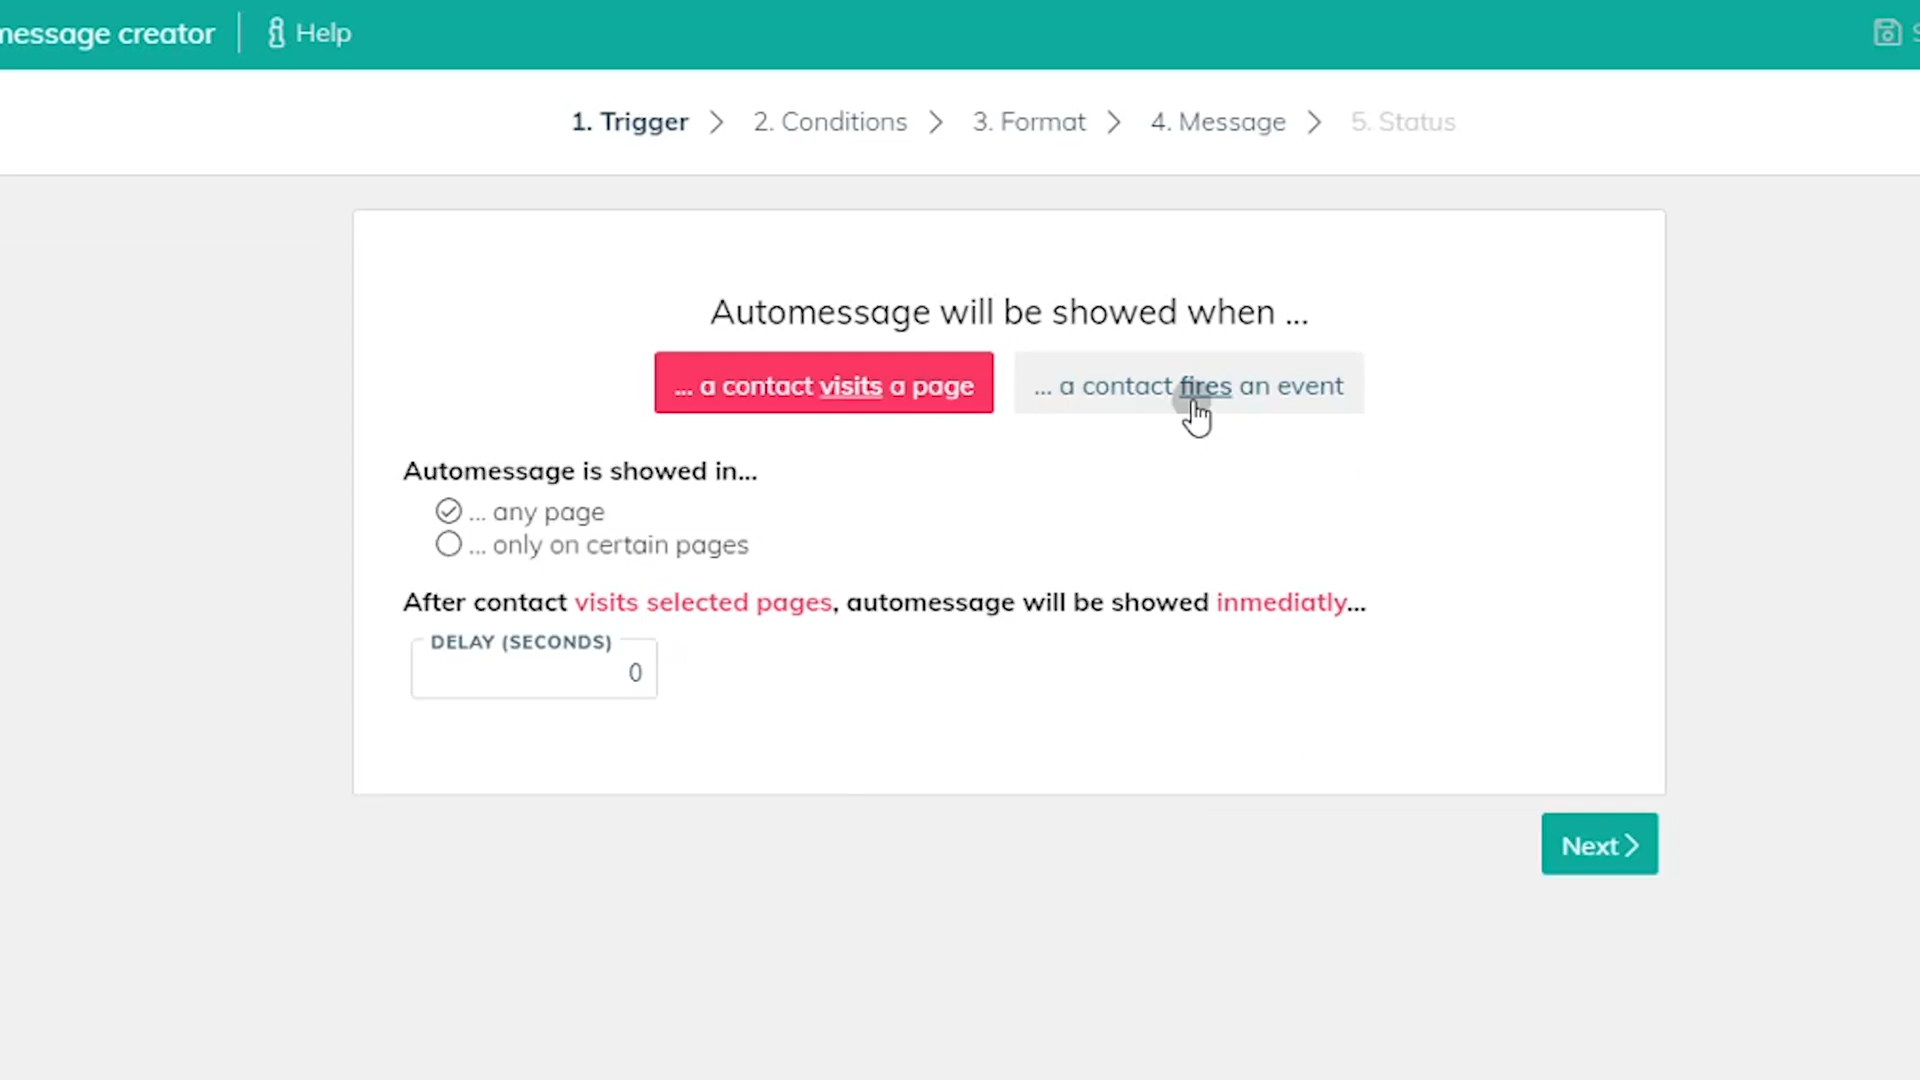 message creator Help
1. Trigger 2. Conditions 3. Format 4. Message 5. Status
Automessage will be showed when ...
... a contact visits a page ... a contact fires an event
Automessage is showed in...
... any page
... only on certain pages
After contact visits selected pages, automessage will be showed inmediatly...
DELAY (SECONDS)
0
Next